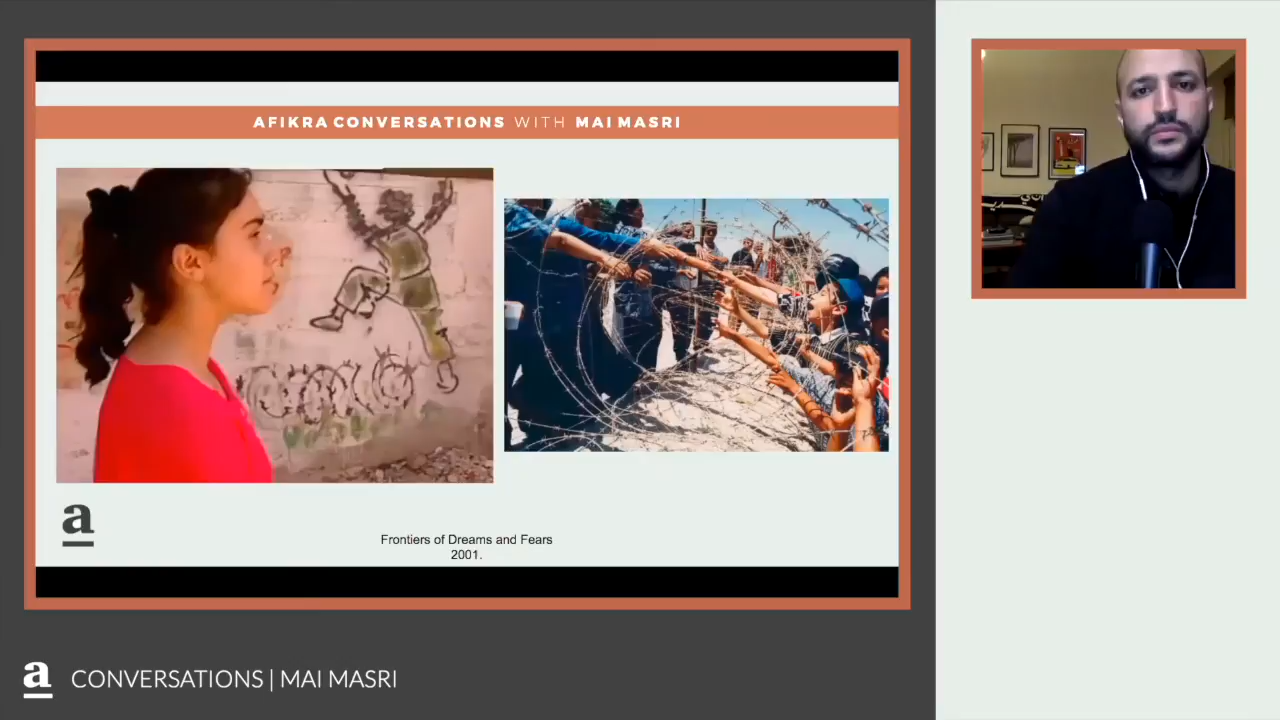 AFIKRA CONVERSATIONS WITH MAI MASRI
a
Frontiers of Dreams and Fears
2001.
a CONVERSATIONS | MAI MASRI